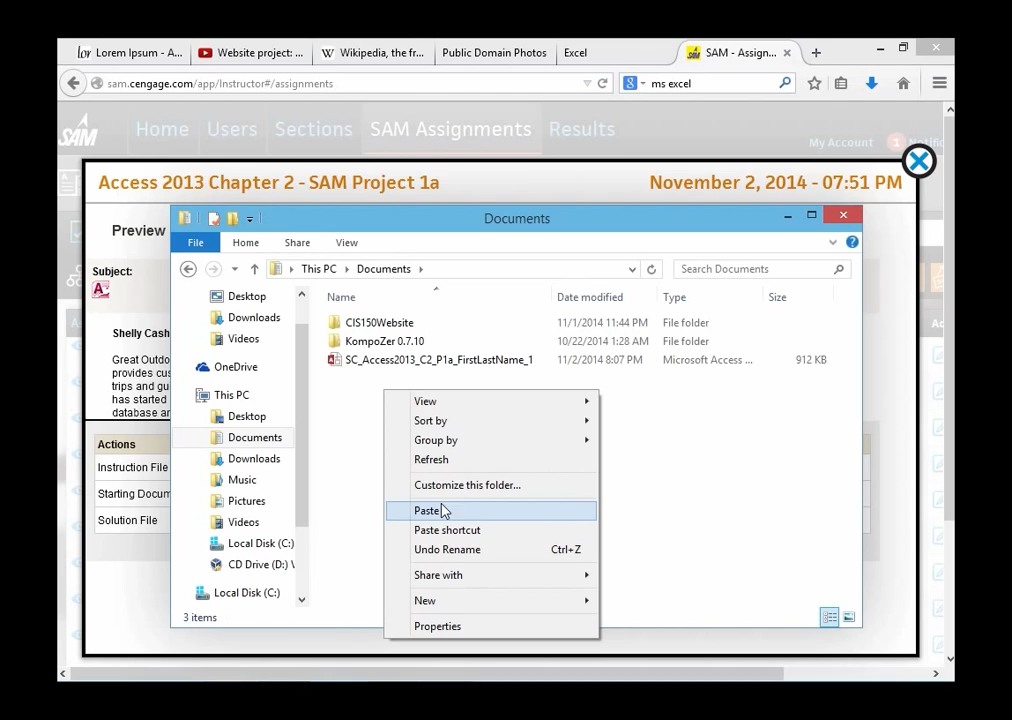 lor Lorem Ipsum - A...
Website project: ...
W Wikipedia, the fr...
Public Domain Photos
Excel
SAM - Assign...
sam.cengage.com/app/Instructor#/assignments
8 ms excel
SAM
Home
Users
Sections
SAM Assignments
Results
My Account
Access 2013 Chapter 2 - SAM Project 1a
November 2, 2014 - 07:51 PM
Preview
Documents
File
Home
Share
View
This PC
Documents
Search Documents
Subject:
Desktop
Downloads
Videos
OneDrive
This PC
Desktop
Documents
Downloads
Music
Pictures
Videos
Local Disk (C:)
CD Drive (D:) \
Local Disk (C:)
Name
Date modified
Type
Size
CIS150Website
11/1/2014 11:44 PM
File folder
KompoZer 0.7.10
10/22/2014 1:28 AM
File folder
SC_Access2013_C2_P1a_FirstLastName_1
11/2/2014 8:07 PM
Microsoft Access ...
912 KB
Shelly Cash
Great Outdo
provides cus
trips and gu
has started
database ar
Actions
Instruction File
Starting Docum
Solution File
View
Sort by
Group by
Refresh
Customize this folder...
Paste
Paste shortcut
Undo Rename
Ctrl+Z
Share with
New
Properties
3 items